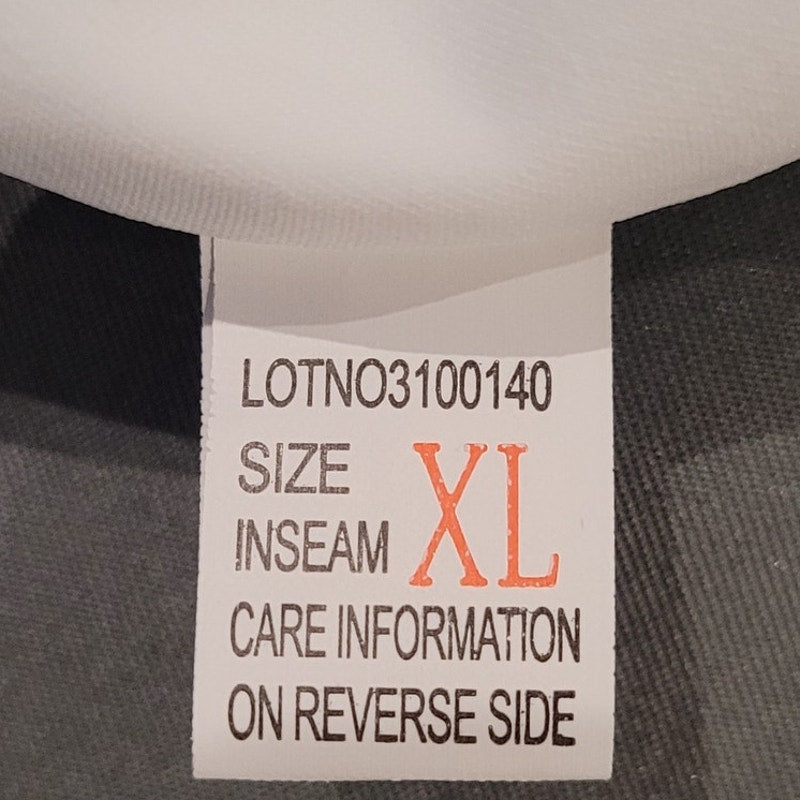 LOTNO3100140
SIZE XL
INSEAM
CARE INFORMATION
ON REVERSE SIDE